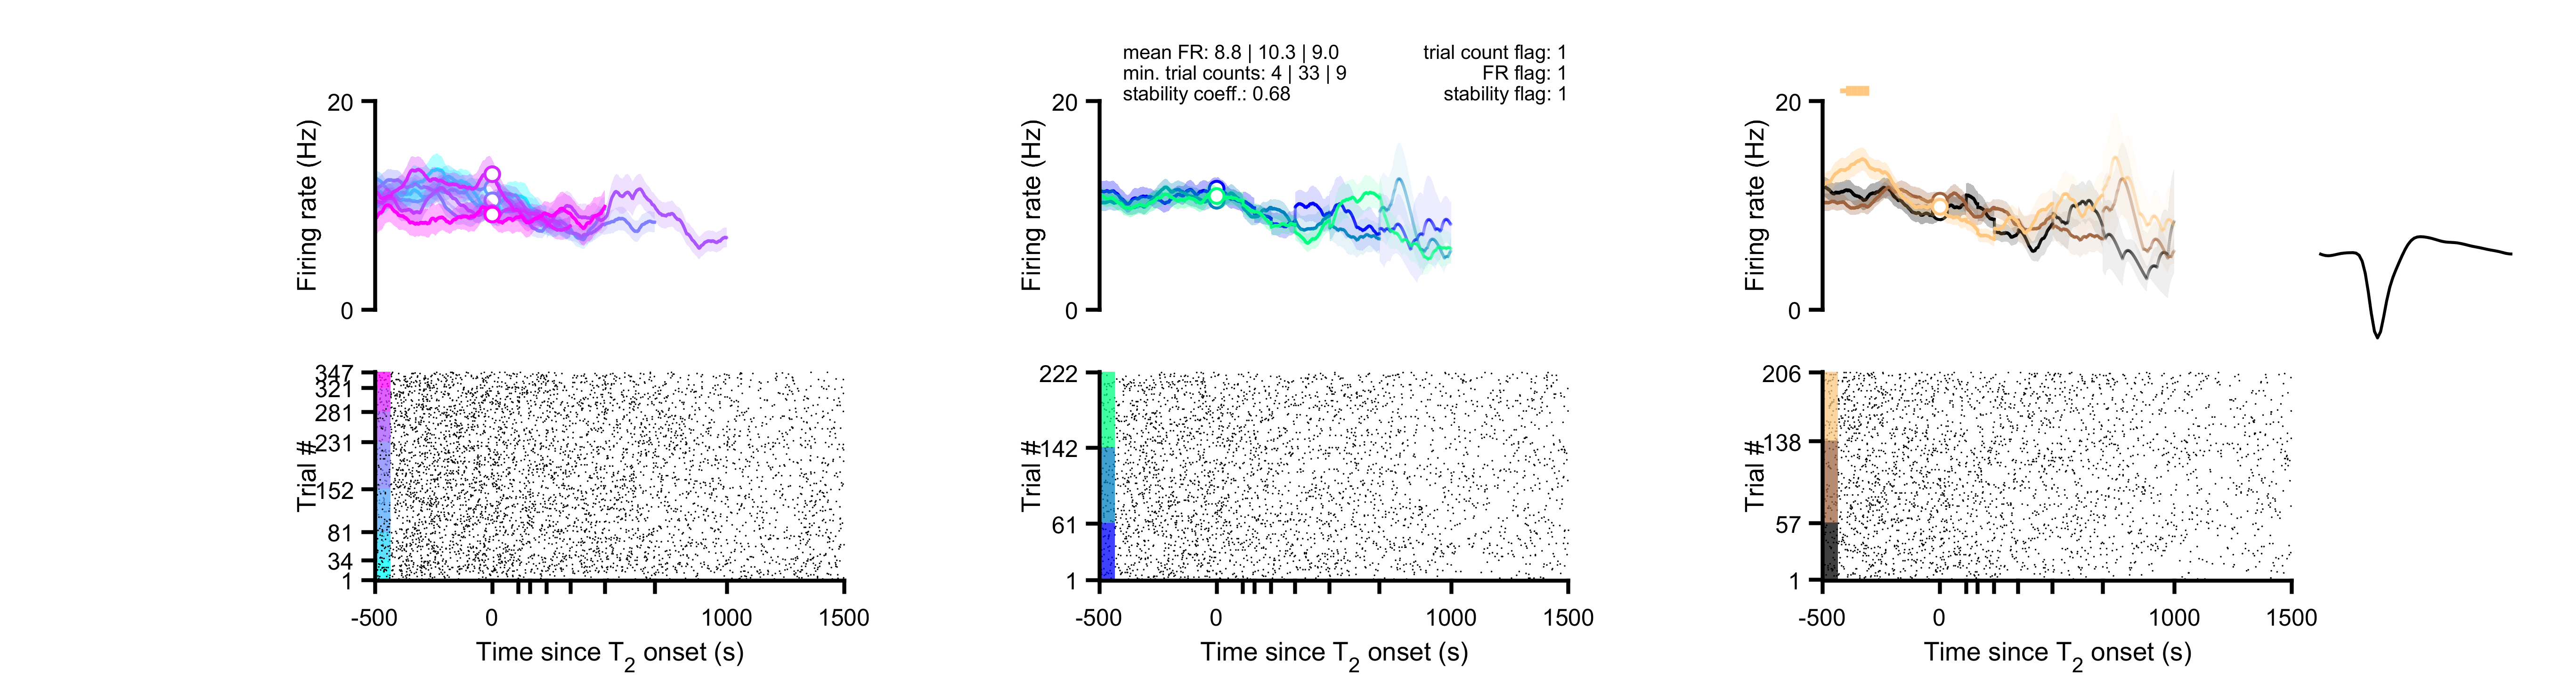 mean FR: 8.8 | 10.3 | 9.0
min. trial counts: 4 | 33 | 9
stability coeff.: 0.68
trial count flag: 1
FR flag: 1
stability flag: 1
20
Firing rate (Hz)
0
347
321
281
231
152
81
34
1
Trial #
-500 0 1000 1500
Time since T2 onset (s)
20
Firing rate (Hz)
0
222
142
61
1
Trial #
-500 0 1000 1500
Time since T2 onset (s)
20
Firing rate (Hz)
0
206
138
57
1
Trial #
-500 0 1000 1500
Time since T2 onset (s)